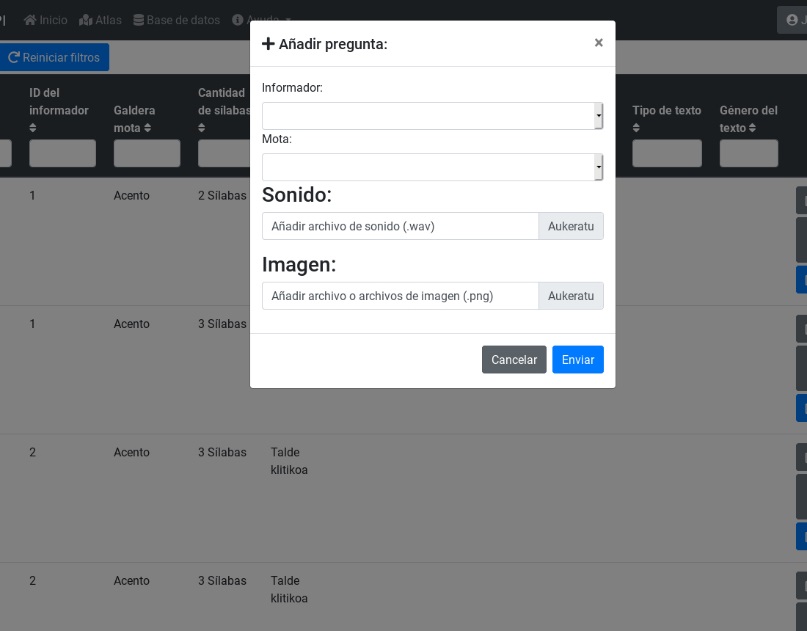 Inicio Atlas Base de datos Ayuda
Reiniciar filtros
Añadir pregunta: ×
ID del informador
Galdera mota
Cantidad de sílabas
Tipo de texto
Género del texto
Informador:
Mota:
Sonido:
Añadir archivo de sonido (.wav) Aukeratu
Imagen:
Añadir archivo o archivos de imagen (.png) Aukeratu
Cancelar Enviar
1 Acento 2 Sílabas
1 Acento 3 Sílabas
2 Acento 3 Sílabas Talde
klitikoa
2 Acento 3 Sílabas Talde
klitikoa